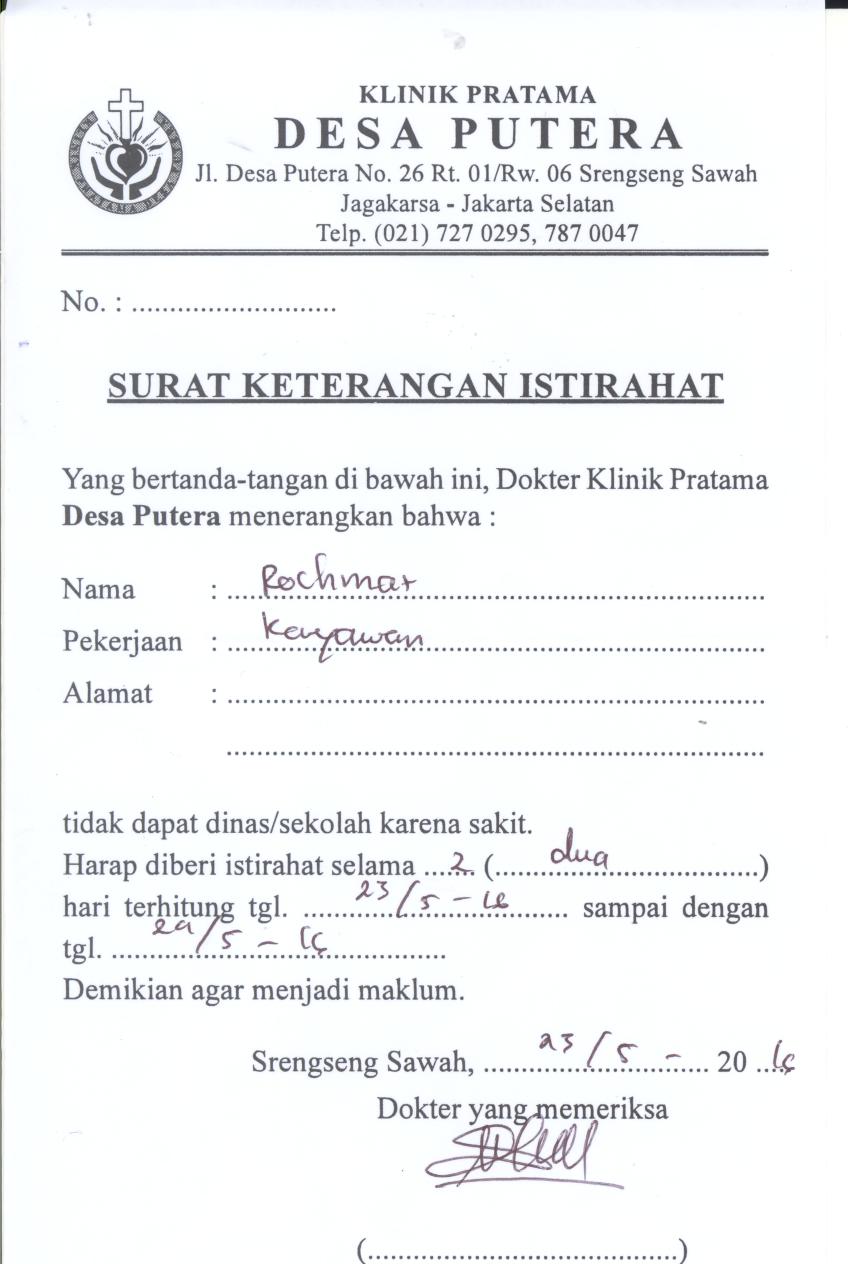 KLINIK PRATAMA
DESA PUTERA
Jl. Desa Putera No. 26 Rt. 01/Rw. 06 Srengseng Sawah
Jagakarsa - Jakarta Selatan
Telp. (021) 727 0295, 787 0047
No. : ...........................
SURAT KETERANGAN ISTIRAHAT
Yang bertanda-tangan di bawah ini, Dokter Klinik Pratama
Desa Putera menerangkan bahwa :
Nama : Rochmat
Pekerjaan : Karyawan
Alamat : ......................................................................
......................................................................
tidak dapat dinas/sekolah karena sakit.
Harap diberi istirahat selama 2 (dua)
hari terhitung tgl. 23/5 - sampai dengan
tgl. /5 -
Demikian agar menjadi maklum.
Srengseng Sawah, 23/5 - 20
Dokter yang memeriksa
(........................................)